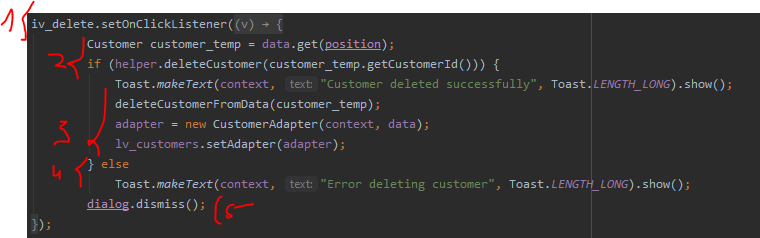 1 iv_delete.setOnClickListener((v) → {
Customer customer_temp = data.get(position);
2 if (helper.deleteCustomer(customer_temp.getCustomerId())) {
Toast.makeText(context, text: "Customer deleted successfully", Toast.LENGTH_LONG).show();
deleteCustomerFromData(customer_temp);
3 adapter = new CustomerAdapter(context, data);
lv_customers.setAdapter(adapter);
4 } else
Toast.makeText(context, text: "Error deleting customer", Toast.LENGTH_LONG).show();
dialog.dismiss(); 5
});